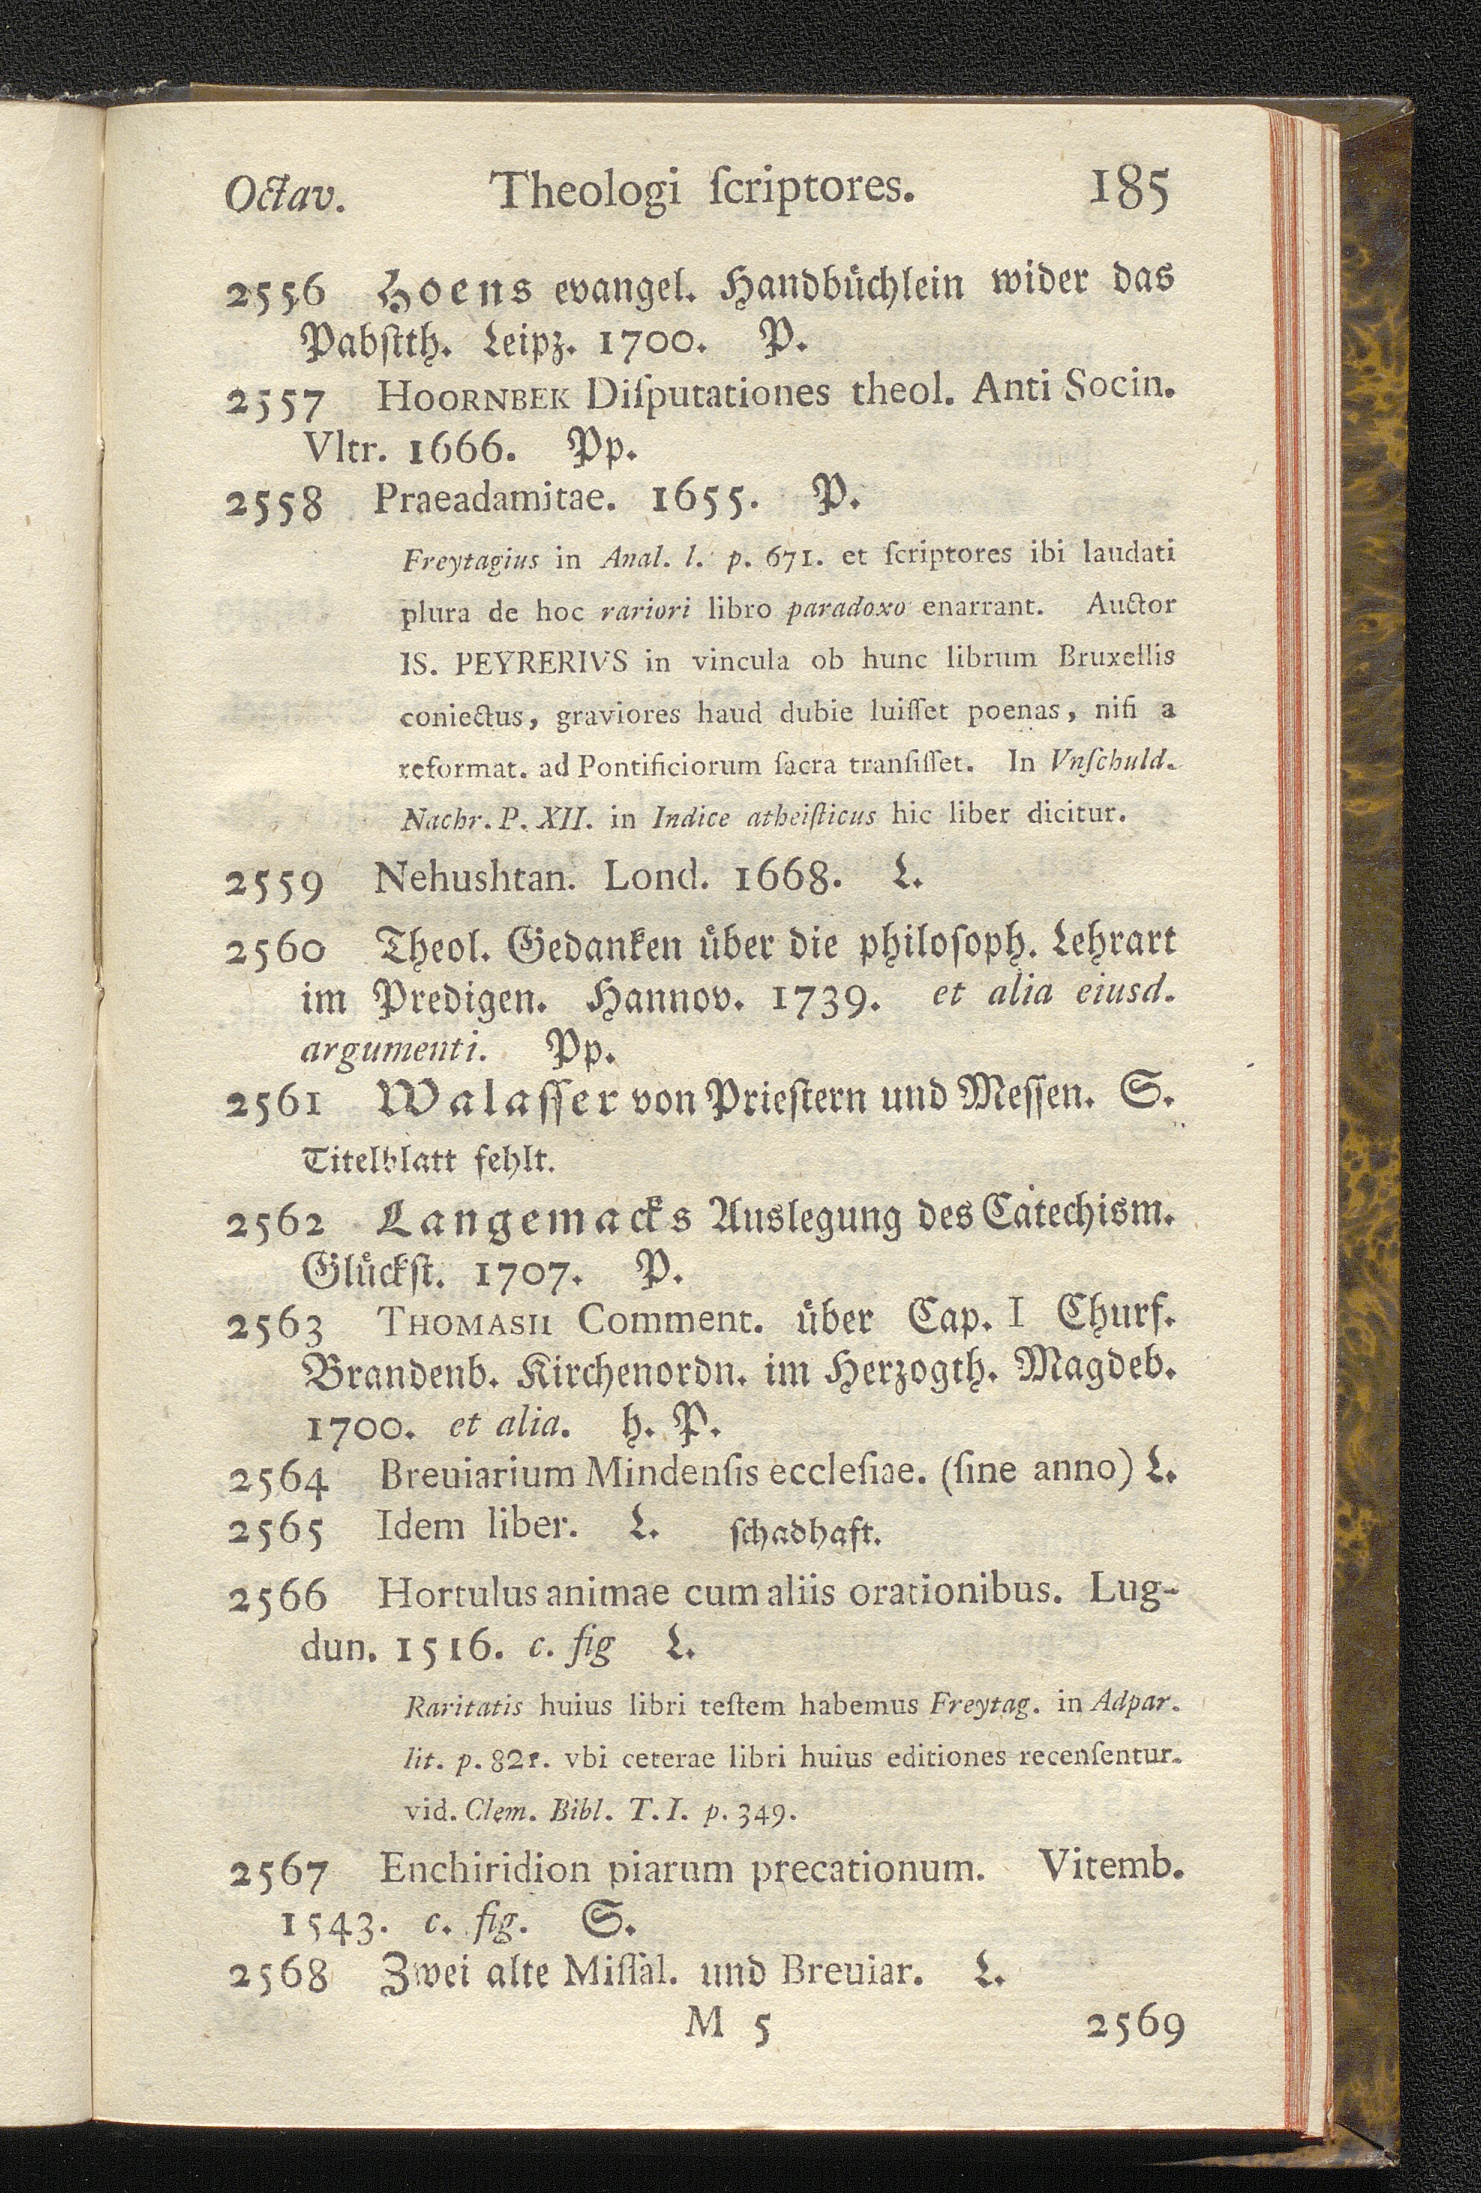 Octav. Theologi ſcriptores. 185
2556 Hoens evangel. Handbüchlein wider das
Pabſtth. Leipz. 1700. P.
2557 HOORNBEK Diſputationes theol. Anti Socin.
Vltr. 1666. Pp.
2558 Praeadamitae. 1655. P.
Freytagius in Anal. l. p. 671. et ſcriptores ibi laudati
plura de hoc rariori libro paradoxo enarrant. Auctor
IS. PEYRERIVS in vincula ob hunc librum Bruxellis
coniectus, graviores haud dubie luiſſet poenas, niſi a
reformat. ad Pontificiorum ſacra tranſiſſet. In Vnſchuld.
Nachr. P. XII. in Indice atheiſticus hic liber dicitur.
2559 Nehushtan. Lond. 1668. L.
2560 Theol. Gedanken über die philoſoph. Lehrart
im Predigen. Hannov. 1739. et alia eiusd.
argumenti. Pp.
2561 Walaſſer von Prieſtern und Meſſen. S.
Titelblatt fehlt.
2562 Langemacks Auslegung des Catechism.
Glückſt. 1707. P.
2563 THOMASII Comment. über Cap. I Churf.
Brandenb. Kirchenordn. im Herzogth. Magdeb.
1700. et alia. h. P.
2564 Breuiarium Mindenſis eccleſiae. (ſine anno) L.
2565 Idem liber. L. ſchadhaft.
2566 Hortulus animae cum aliis orationibus. Lug-
dun. 1516. c. fig L.
Raritatis huius libri teſtem habemus Freytag. in Adpar.
lit. p. 821. vbi ceterae libri huius editiones recenſentur.
vid. Clem. Bibl. T. I. p. 349.
2567 Enchiridion piarum precationum. Vitemb.
1543. c. fig. S.
2568 Zwei alte Miſſal. und Breuiar. L.
M 5 2569